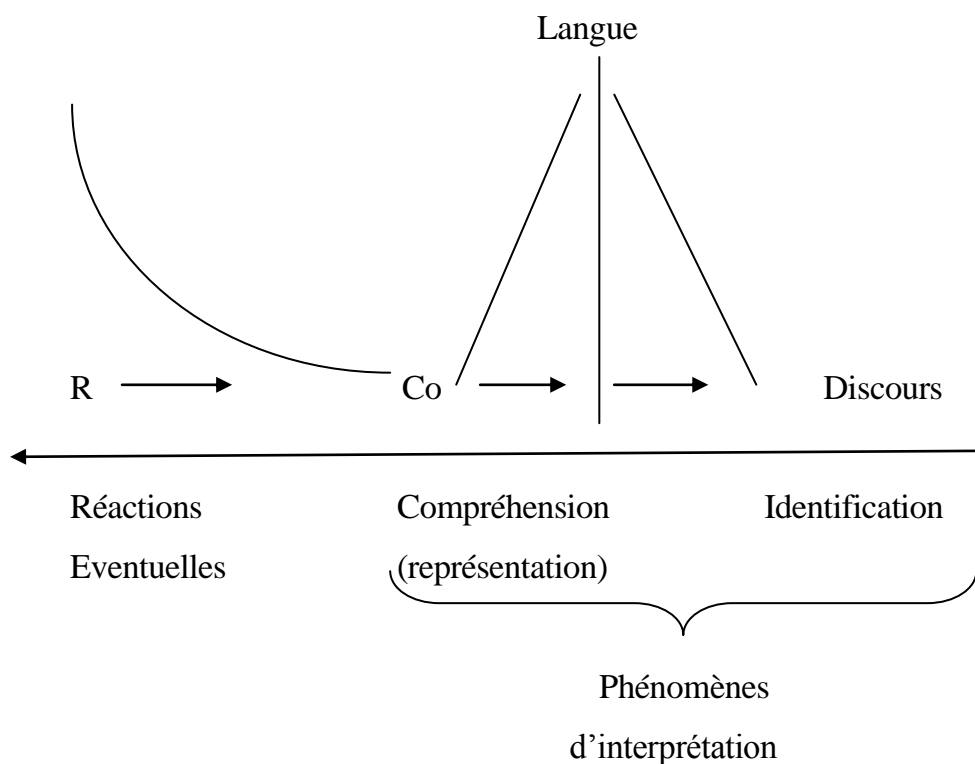 Langue
R Co Discours
Réactions Compréhension Identification
Eventuelles (représentation)
Phénomènes
d’interprétation